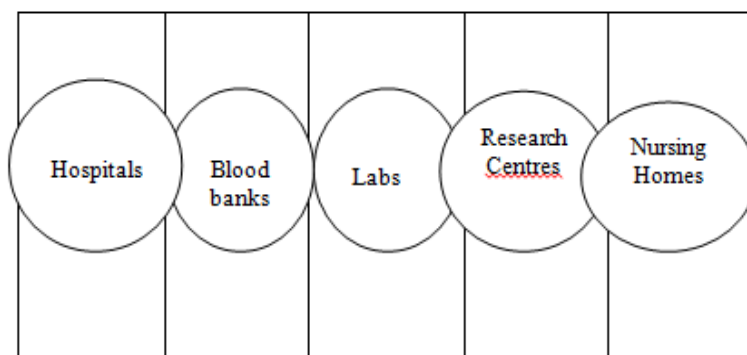 Hospitals
Blood
banks
Labs
Research
Centres
Nursing
Homes